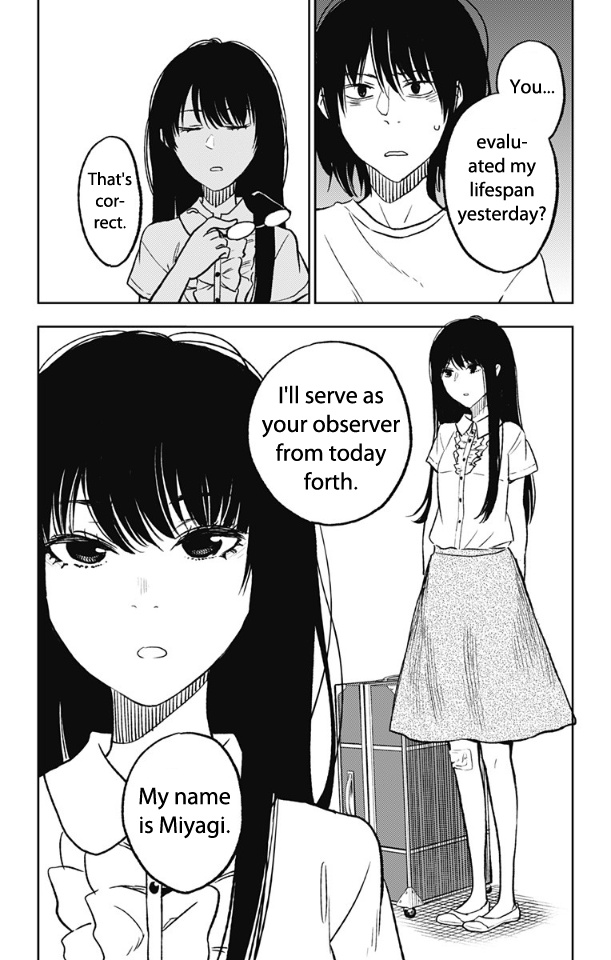 You...
evalu-
ated my
lifespan
yesterday?
That's
cor-
rect.
I'll serve as
your observer
from today
forth.
My name
is Miyagi.